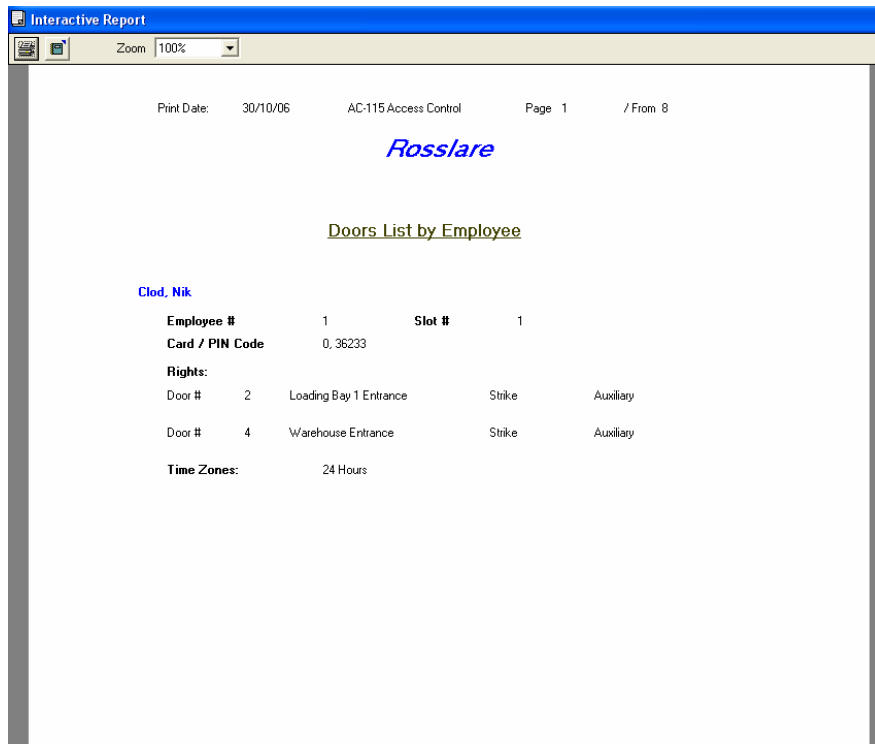 Interactive Report
Zoom 100%
Print Date: 30/10/06 AC-115 Access Control Page 1 / From 8
Rosslare
Doors List by Employee
Clod, Nik
Employee # 1 Slot # 1
Card / PIN Code 0, 36233
Rights:
Door # 2 Loading Bay 1 Entrance Strike Auxiliary
Door # 4 Warehouse Entrance Strike Auxiliary
Time Zones: 24 Hours